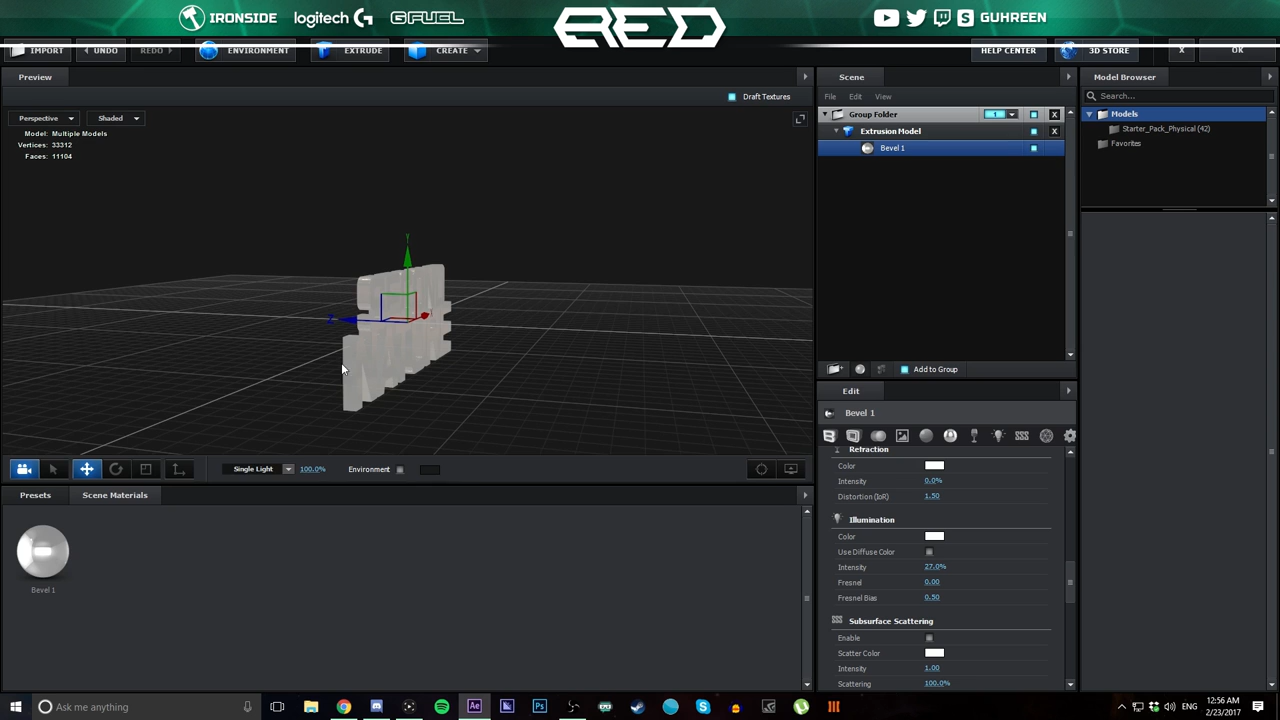 IRONSIDE
logitech G
G FUEL
RED
GUHREEN
IMPORT
UNDO
REDO
ENVIRONMENT
EXTRUDE
CREATE
HELP CENTER
3D STORE
X
OK
Preview
Draft Textures
Perspective
Shaded
Model: Multiple Models
Vertices: 33312
Faces: 11104
Y
Z
Single Light
100.0%
Environment
Presets
Scene Materials
Bevel 1
Scene
File
Edit
View
Group Folder
1
X
Extrusion Model
X
Bevel 1
Add to Group
Edit
Bevel 1
Refraction
Color
Intensity
0.0%
Distortion (IoR)
1.50
Illumination
Color
Use Diffuse Color
Intensity
27.0%
Fresnel
0.00
Fresnel Bias
0.50
Subsurface Scattering
Enable
Scatter Color
Intensity
1.00
Scattering
100.0%
Model Browser
Search...
Models
Starter_Pack_Physical (42)
Favorites
Ask me anything
Ae
Ps
12:56 AM
2/23/2017